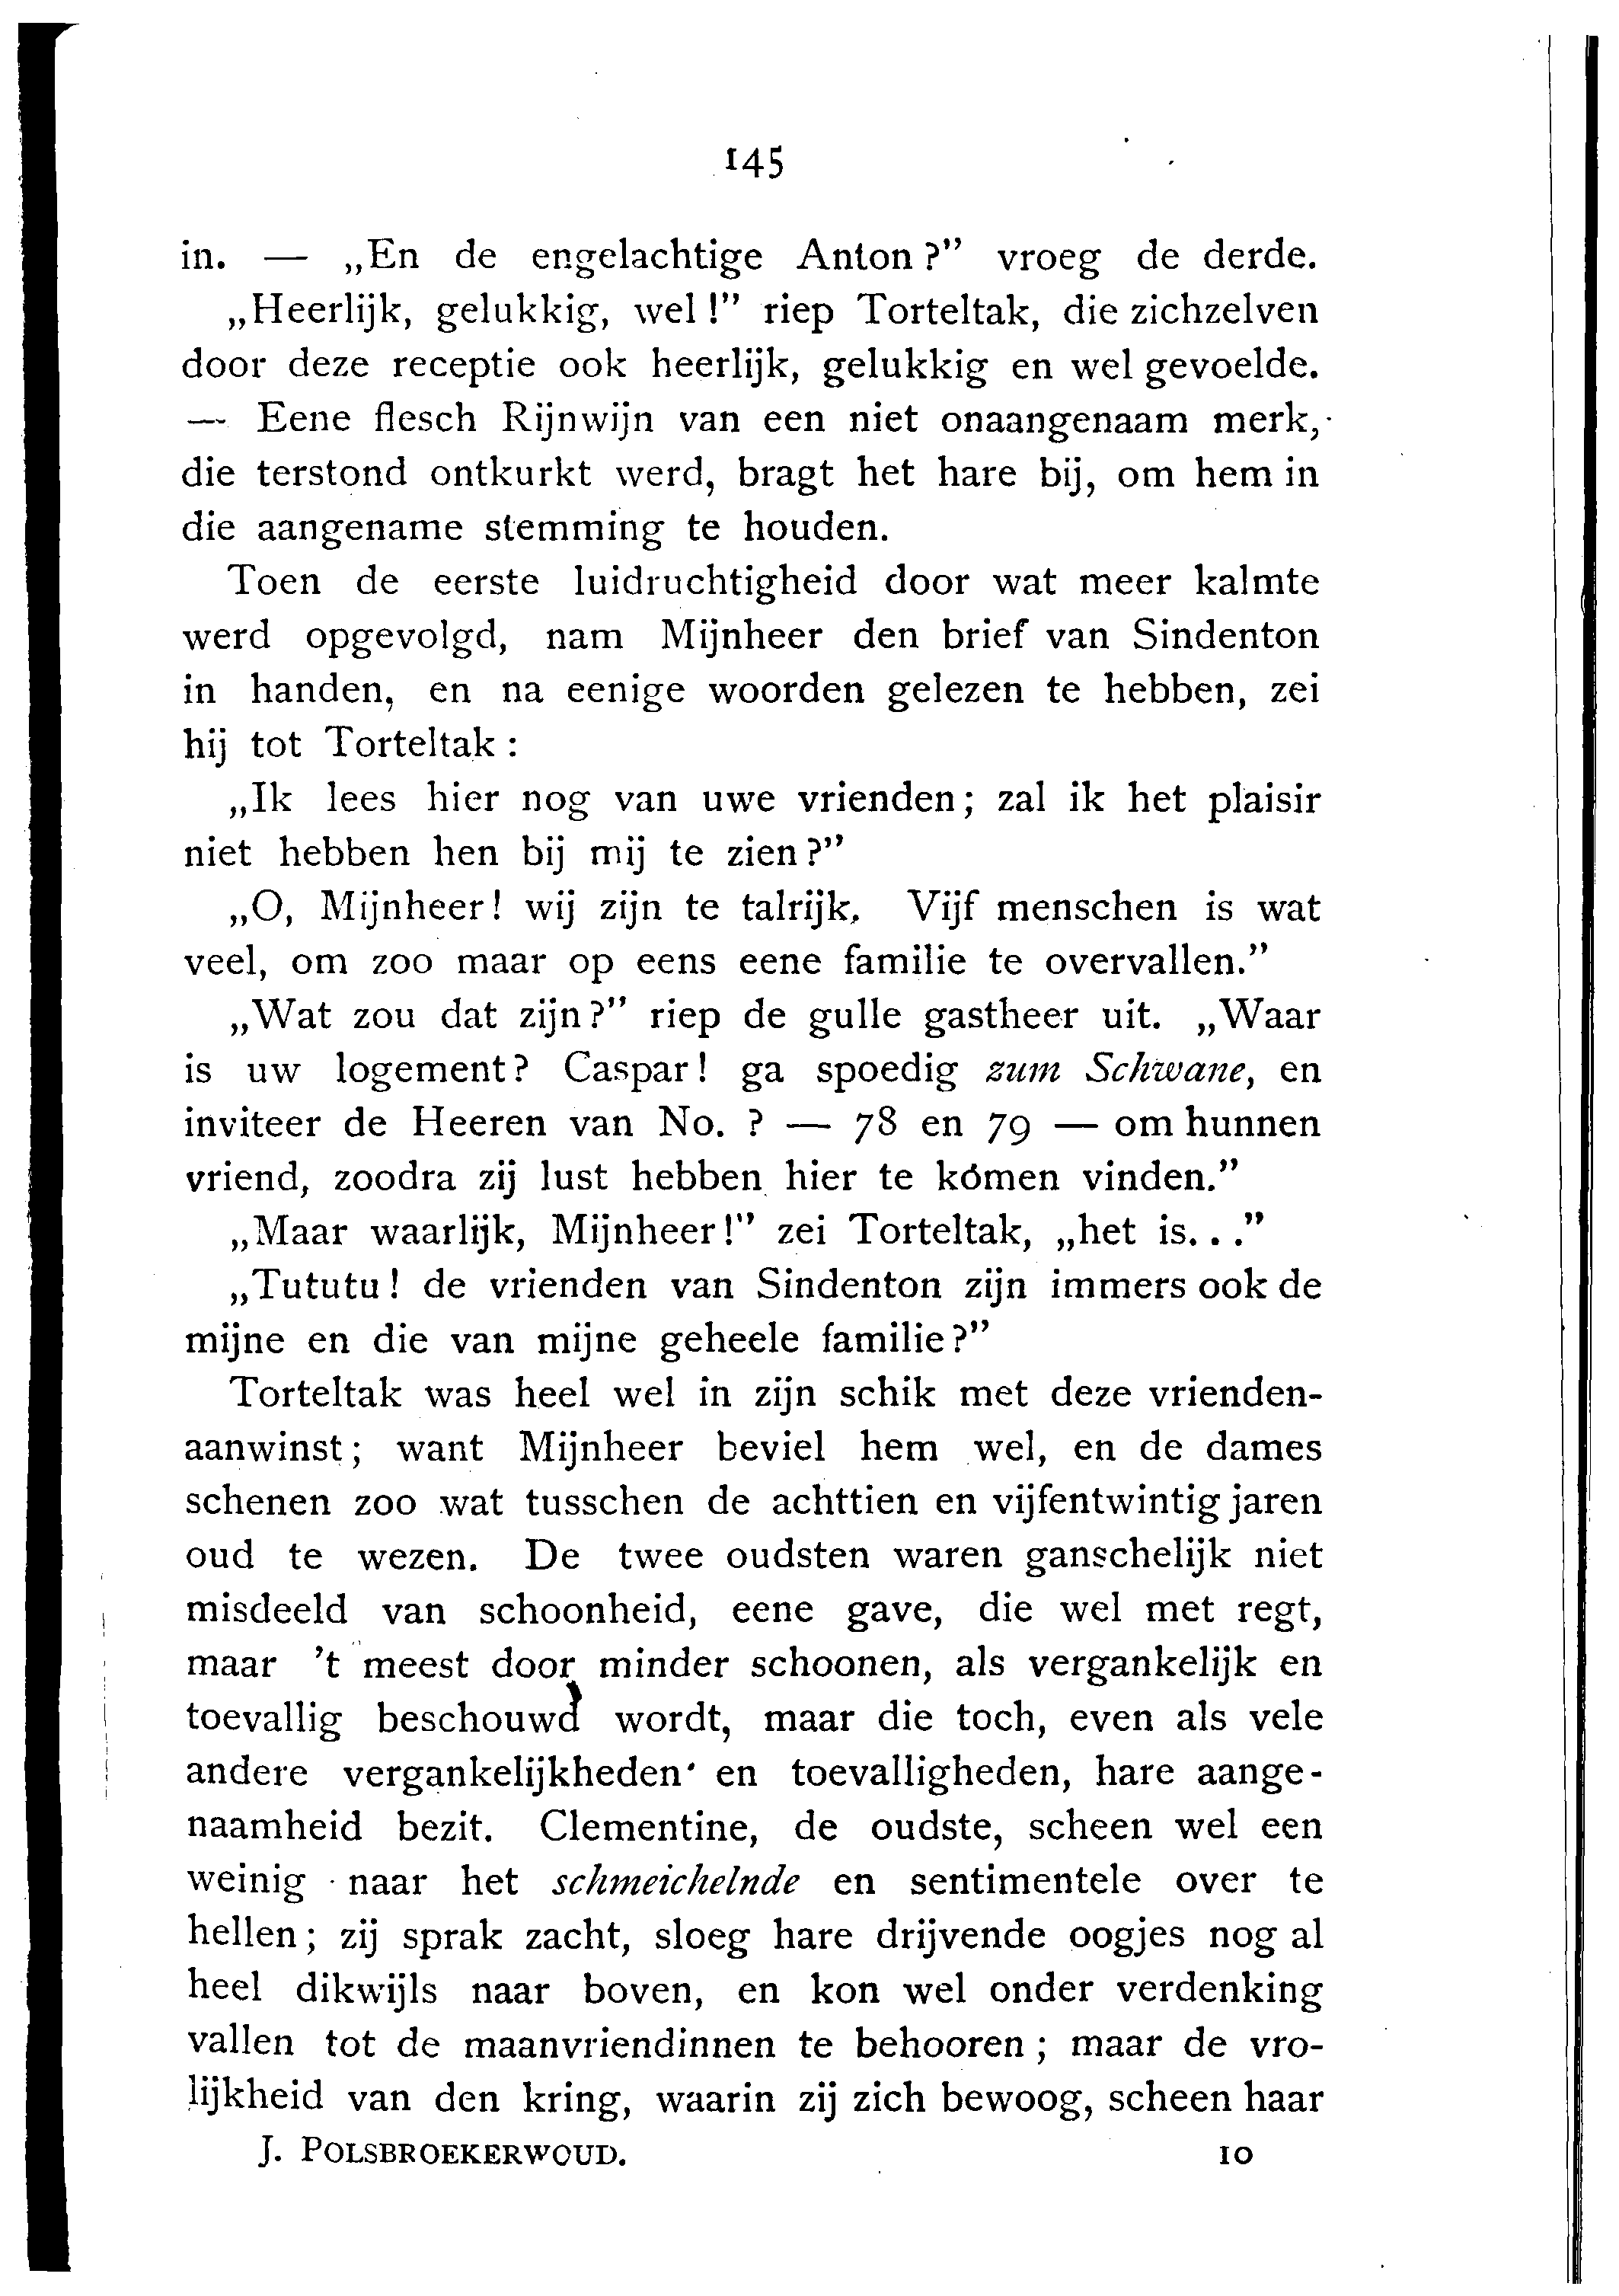 145
in. — „En de engelachtige Anton?” vroeg de derde.
„Heerlijk, gelukkig, wel!” riep Torteltak, die zichzelven
door deze receptie ook heerlijk, gelukkig en wel gevoelde.
— Eene flesch Rijnwijn van een niet onaangenaam merk,
die terstond ontkurkt werd, bragt het hare bij, om hem in
die aangename stemming te houden.
Toen de eerste luidruchtigheid door wat meer kalmte
werd opgevolgd, nam Mijnheer den brief van Sindenton
in handen, en na eenige woorden gelezen te hebben, zei
hij tot Torteltak:
„Ik lees hier nog van uwe vrienden; zal ik het plaisir
niet hebben hen bij mij te zien?”
„O, Mijnheer! wij zijn te talrijk. Vijf menschen is wat
veel, om zoo maar op eens eene familie te overvallen.”
„Wat zou dat zijn?” riep de gulle gastheer uit. „Waar
is uw logement? Caspar! ga spoedig zum Schwane, en
inviteer de Heeren van No. ? — 78 en 79 — om hunnen
vriend, zoodra zij lust hebben hier te kómen vinden.”
„Maar waarlijk, Mijnheer!” zei Torteltak, „het is...”
„Tututu! de vrienden van Sindenton zijn immers ook de
mijne en die van mijne geheele familie?”
Torteltak was heel wel in zijn schik met deze vrienden-
aanwinst; want Mijnheer beviel hem wel, en de dames
schenen zoo wat tusschen de achttien en vijfentwintig jaren
oud te wezen. De twee oudsten waren ganschelijk niet
misdeeld van schoonheid, eene gave, die wel met regt,
maar 't meest door minder schoonen, als vergankelijk en
toevallig beschouwd wordt, maar die toch, even als vele
andere vergankelijkheden en toevalligheden, hare aange-
naamheid bezit. Clementine, de oudste, scheen wel een
weinig naar het schmeichelnde en sentimentele over te
hellen; zij sprak zacht, sloeg hare drijvende oogjes nog al
heel dikwijls naar boven, en kon wel onder verdenking
vallen tot de maanvriendinnen te behooren; maar de vro-
lijkheid van den kring, waarin zij zich bewoog, scheen haar
J. POLSBROEKERWOUD. 10